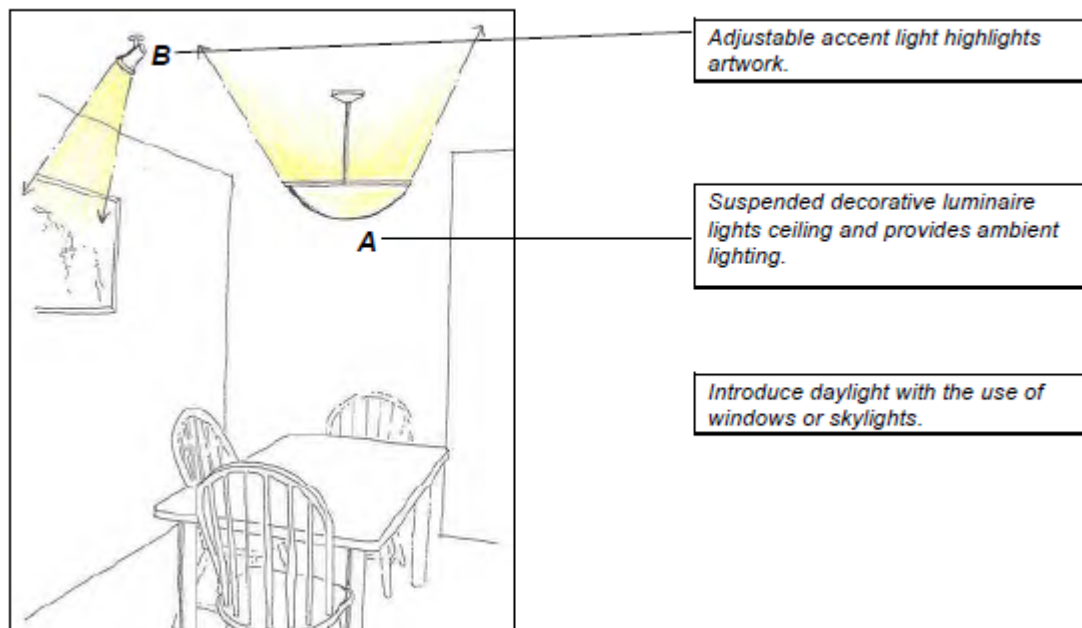 B
Adjustable accent light highlights
artwork.
Suspended decorative luminaire
lights ceiling and provides ambient
lighting.
A
Introduce daylight with the use of
windows or skylights.